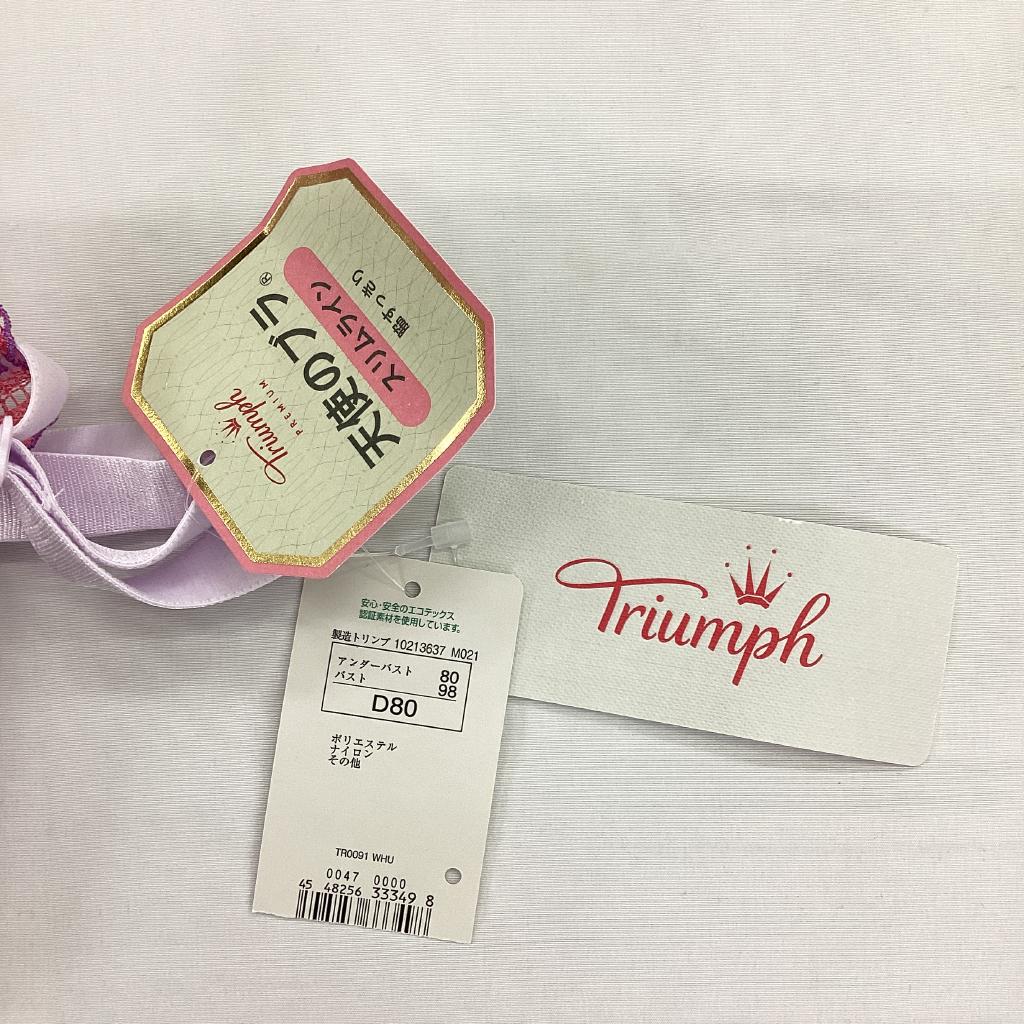 Triumph
PREMIUM
天使のブラ®
スリムライン
脇すっきり
Triumph
安心・安全のエコテックス
認証素材を使用しています。
製造トリンプ 10213637 M021
アンダーバスト 80
バスト 98
D80
ポリエステル
ナイロン
その他
TR0091 WHU
0047 0000
45 48256 33349 8